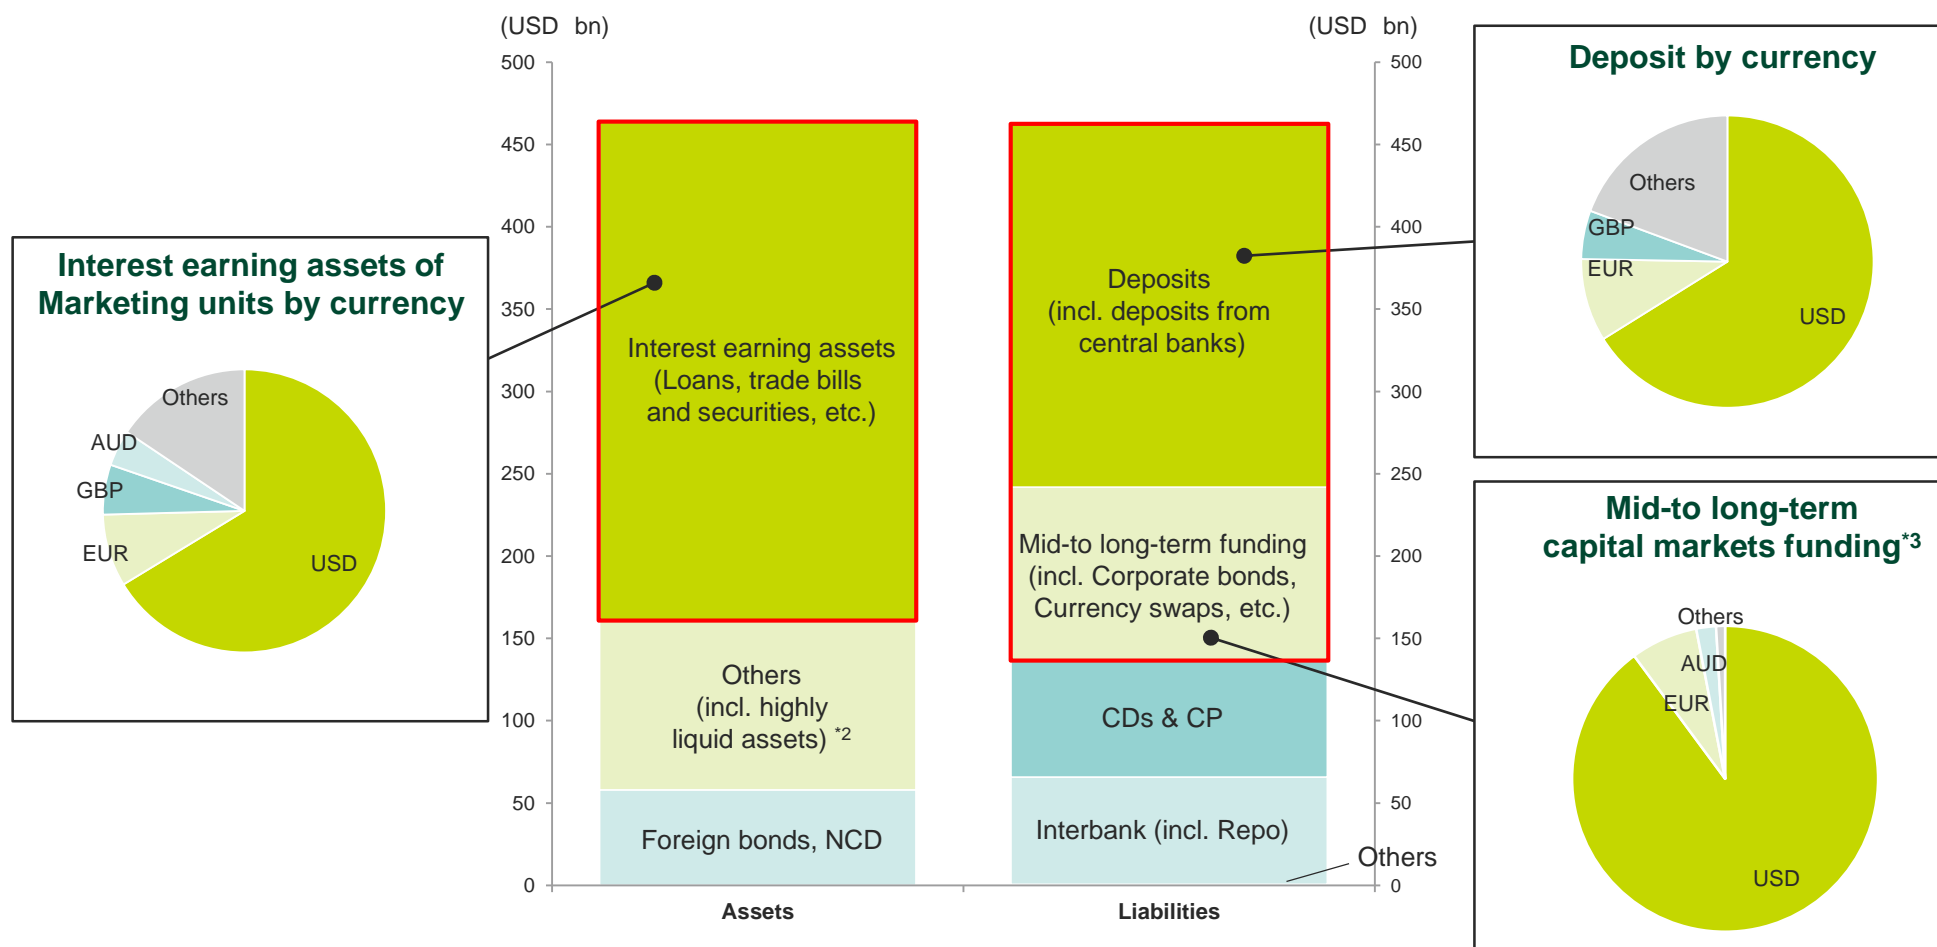 (USD bn)
(USD bn)
500
450
400
350
300
250
200
150
100
50
0
Interest earning assets of
Marketing units by currency
Others
AUD
GBP
EUR
USD
Interest earning assets
(Loans, trade bills
and securities, etc.)
Others
(incl. highly
liquid assets) *2
Foreign bonds, NCD
Assets
Deposits
(incl. deposits from
central banks)
Mid-to long-term funding
(incl. Corporate bonds,
Currency swaps, etc.)
CDs & CP
Interbank (incl. Repo)
Others
Liabilities
500
450
400
350
300
250
200
150
100
50
0
Deposit by currency
Others
GBP
EUR
USD
Mid-to long-term
capital markets funding*3
Others
AUD
EUR
USD